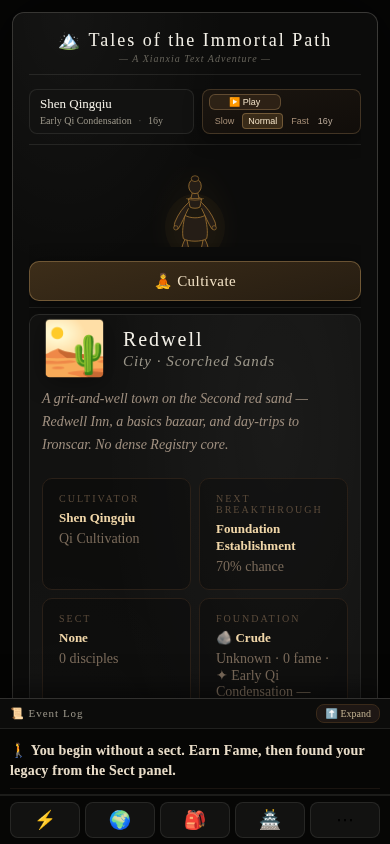 Tales of the Immortal Path
— A Xianxia Text Adventure —
Shen Qingqiu
Early Qi Condensation · 16y
Play
Slow Normal Fast 16y
Cultivate
Redwell
City · Scorched Sands
A grit-and-well town on the Second red sand —
Redwell Inn, a basics bazaar, and day-trips to
Ironscar. No dense Registry core.
CULTIVATOR
Shen Qingqiu
Qi Cultivation
NEXT
BREAKTHROUGH
Foundation
Establishment
70% chance
SECT
None
0 disciples
FOUNDATION
Crude
Unknown · 0 fame ·
✦ Early Qi
Condensation —
Event Log
Expand
You begin without a sect. Earn Fame, then found your
legacy from the Sect panel.